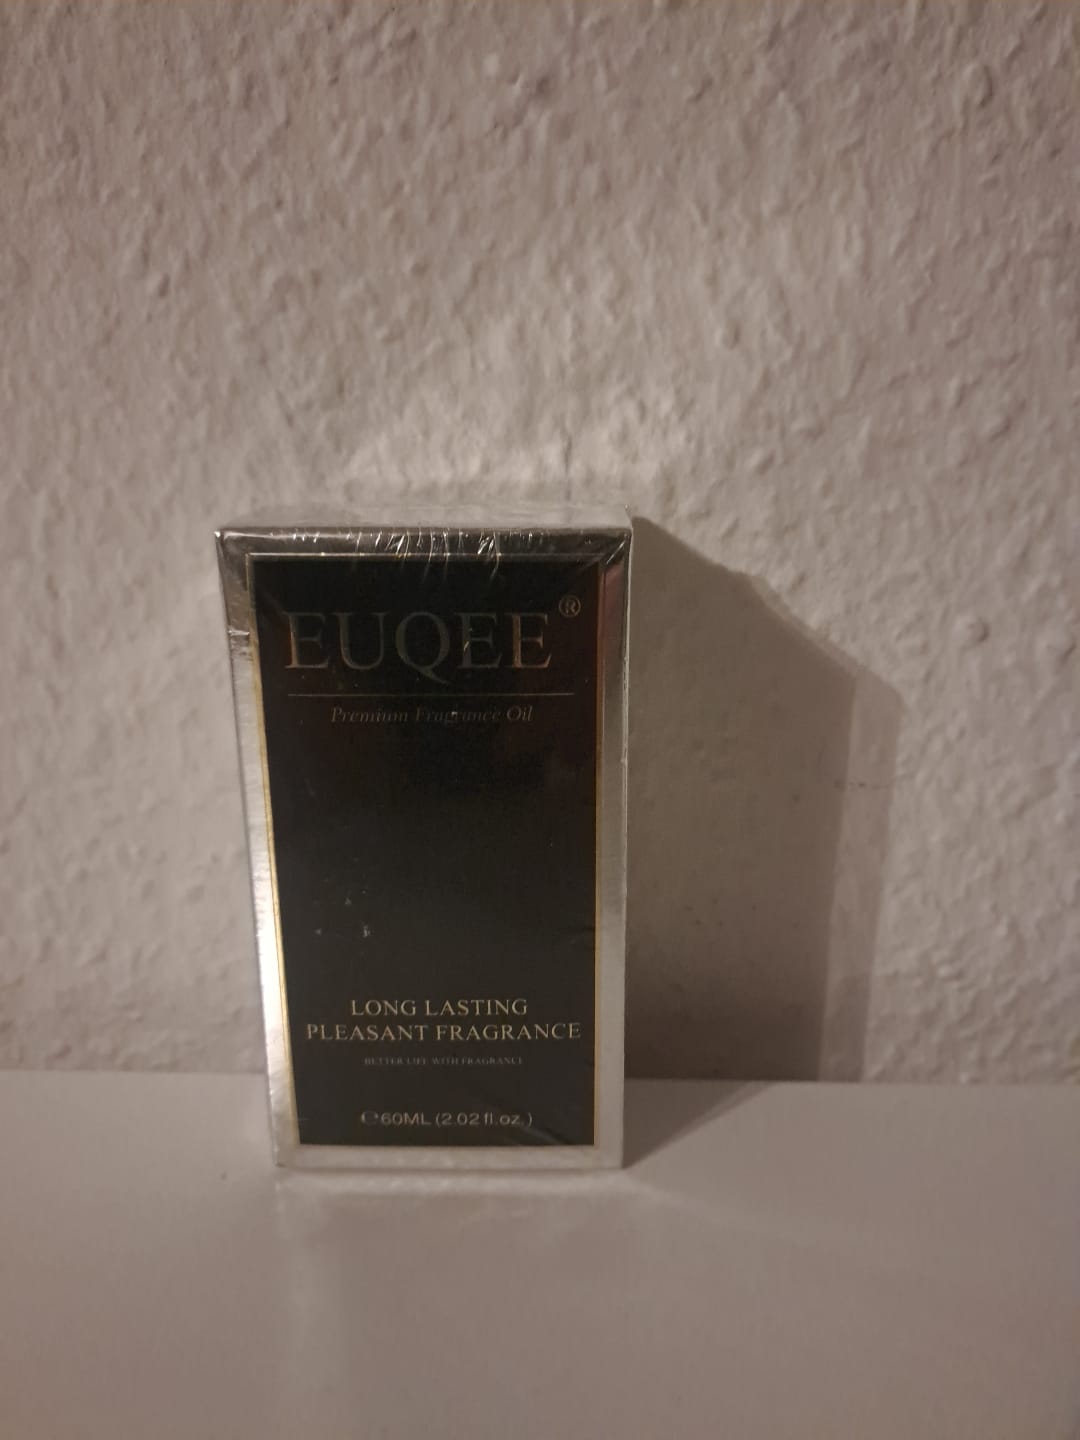 EUQEE®
Premium Fragrance Oil
LONG LASTING
PLEASANT FRAGRANCE
BETTER LIFE WITH FRAGRANCE
℮60ML (2.02 fl.oz.)